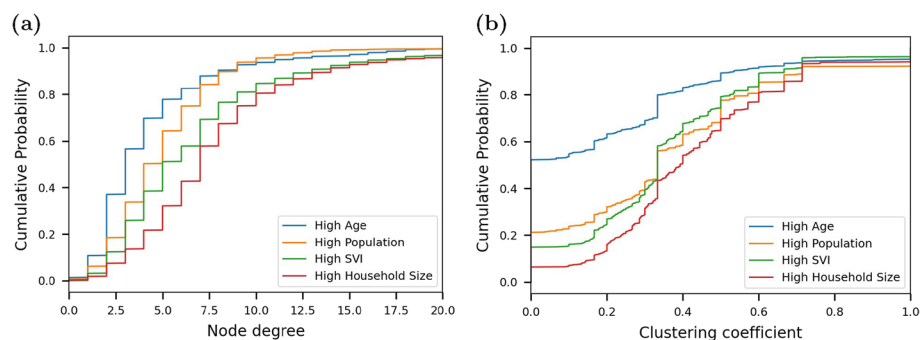 (a)
1.0
0.8
0.6
0.4
0.2
0.0
Cumulative Probability
High Age
High Population
High SVI
High Household Size
0.0 2.5 5.0 7.5 10.0 12.5 15.0 17.5 20.0
Node degree
(b)
1.0
0.8
0.6
0.4
0.2
0.0
Cumulative Probability
High Age
High Population
High SVI
High Household Size
0.0 0.2 0.4 0.6 0.8 1.0
Clustering coefficient